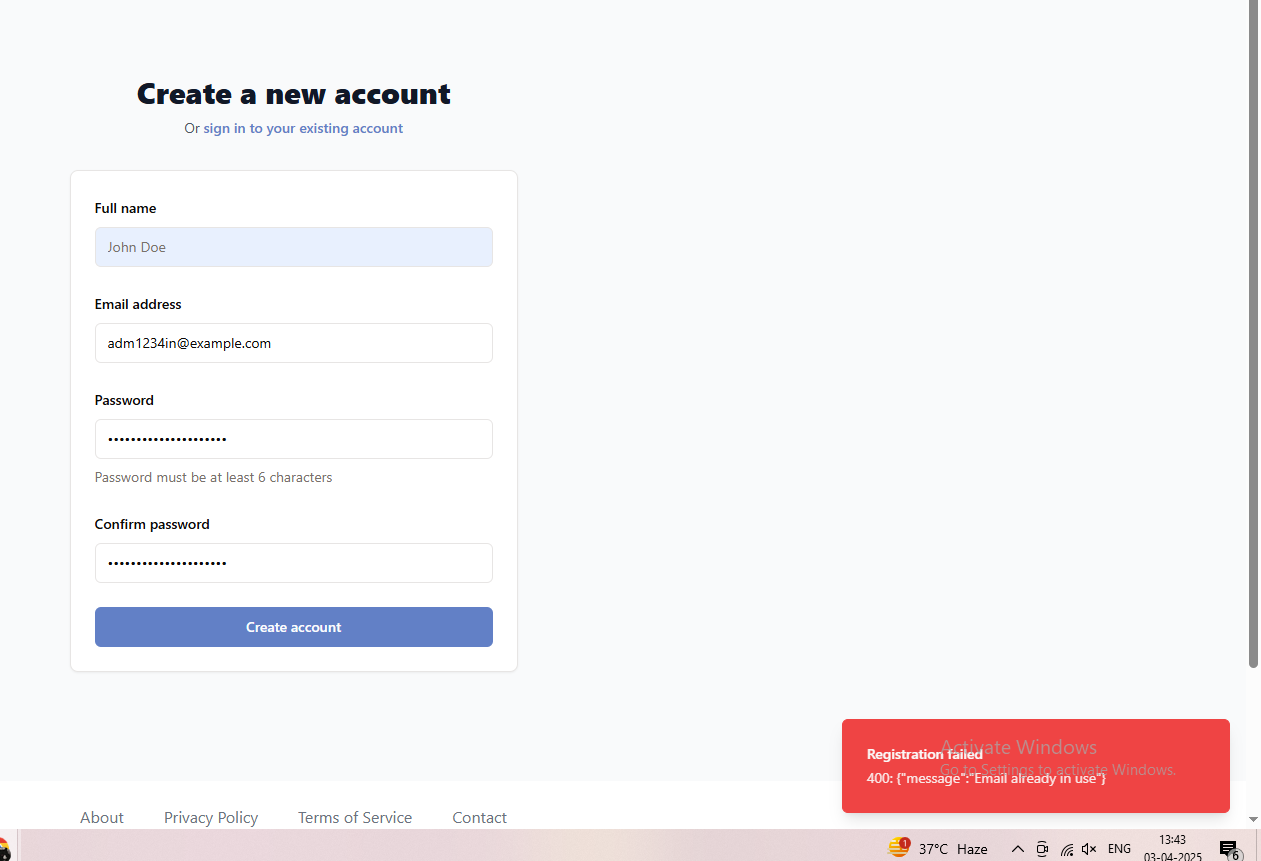 Create a new account
Or sign in to your existing account
Full name
John Doe
Email address
adm1234in@example.com
Password
•••••••••••••••••••••
Password must be at least 6 characters
Confirm password
•••••••••••••••••••••
Create account
Activate Windows
Go to Settings to activate Windows.
Registration failed
400: {"message":"Email already in use"}
About Privacy Policy Terms of Service Contact
1 37°C Haze ENG 13:43
03-04-2025 6